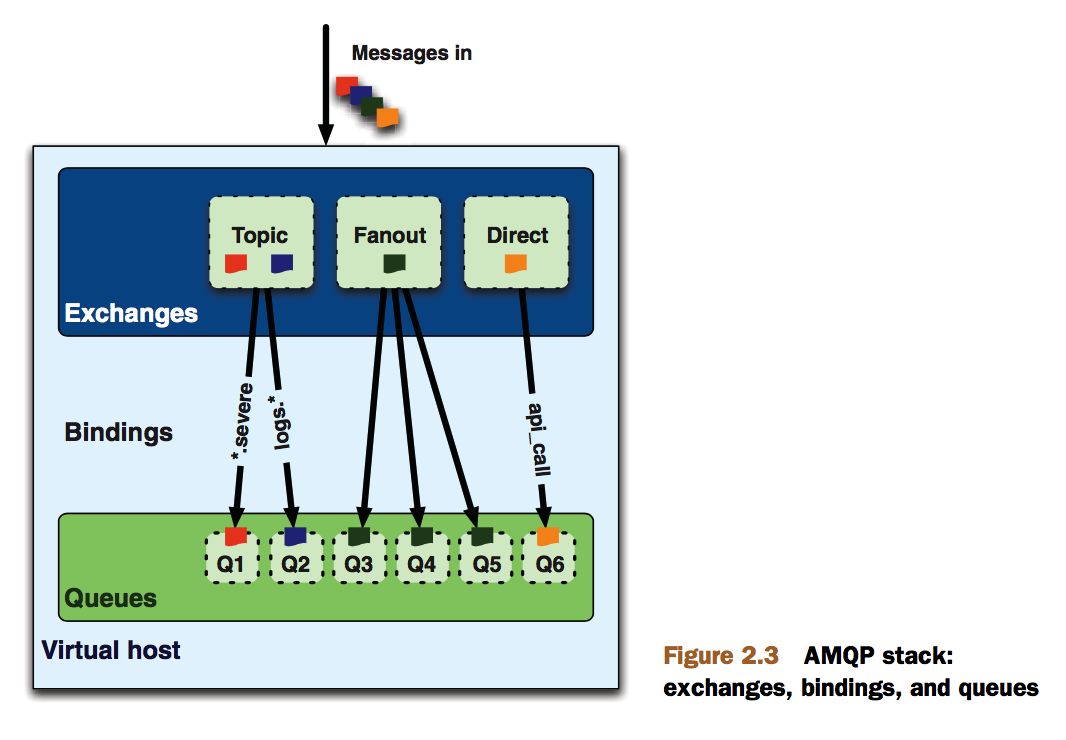 Messages in
Topic
Fanout
Direct
Exchanges
*.severe
logs.*
api_call
Bindings
Q1
Q2
Q3
Q4
Q5
Q6
Queues
Virtual host
Figure 2.3 AMQP stack:
exchanges, bindings, and queues